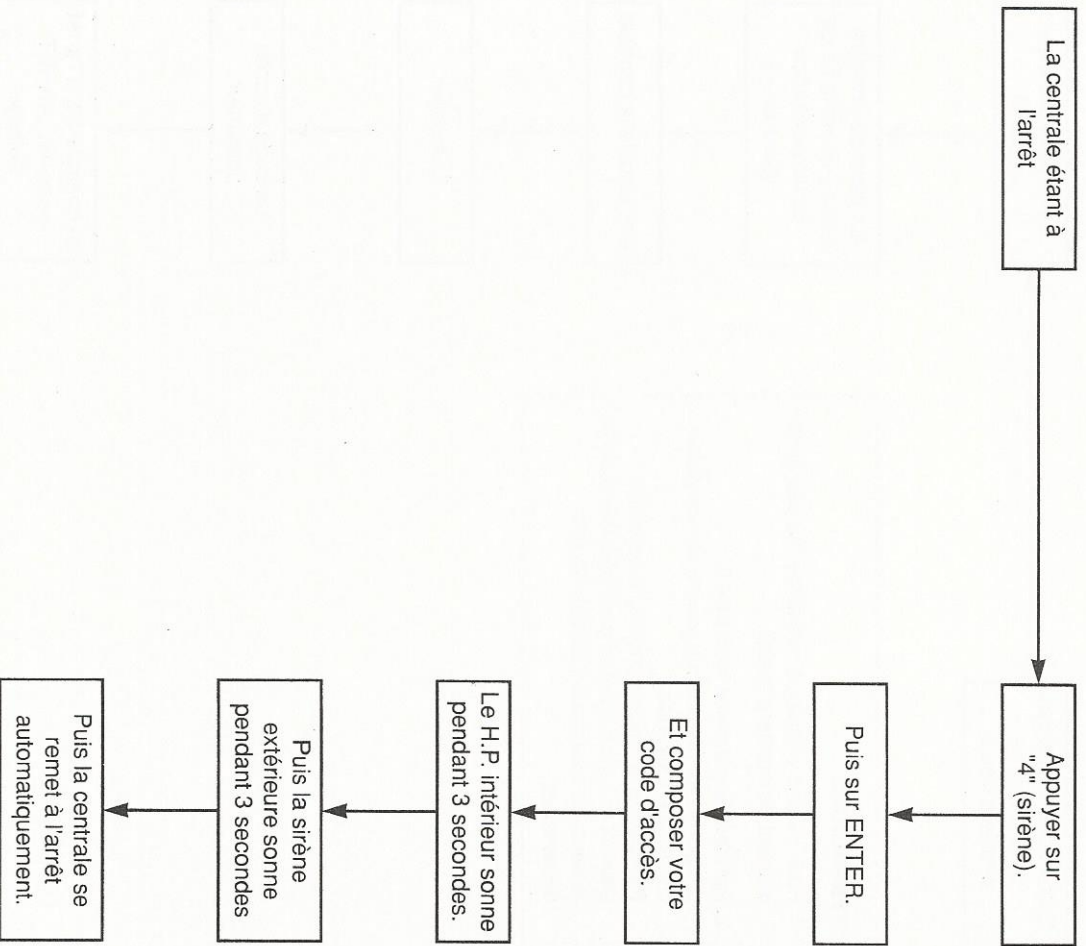 La centrale étant à
l'arrêt
Appuyer sur
"4" (sirène).
Puis sur ENTER.
Et composer votre
code d'accès.
Le H.P. intérieur sonne
pendant 3 secondes.
Puis la sirène
extérieure sonne
pendant 3 secondes
Puis la centrale se
remet à l'arrêt
automatiquement.